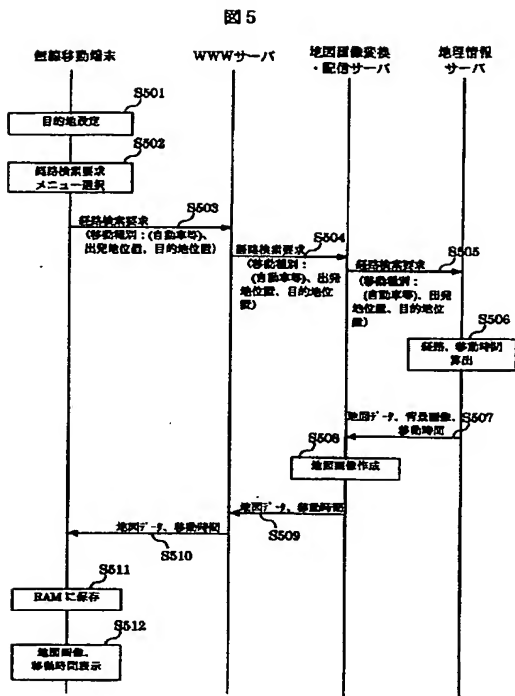 図5
無線移動端末
WWWサーバ
地図画像変換
・配信サーバ
地理情報
サーバ
S501
目的地設定
S502
経路検索要求
メニュー選択
S503
経路検索要求
(移動種別:(自動車等)、
出発地位置、目的地位置)
S504
経路検索要求
(移動種別:
(自動車等)、出発
地位置、目的地位
置)
S505
経路検索要求
(移動種別:
(自動車等)、出発
地位置、目的地位
置)
S506
経路、移動時間
算出
地図データ、背景画像、
移動時間
S507
S508
地図画像作成
地図データ、移動時間
S509
地図データ、移動時間
S510
S511
RAMに保存
S512
地図画像、
移動時間表示